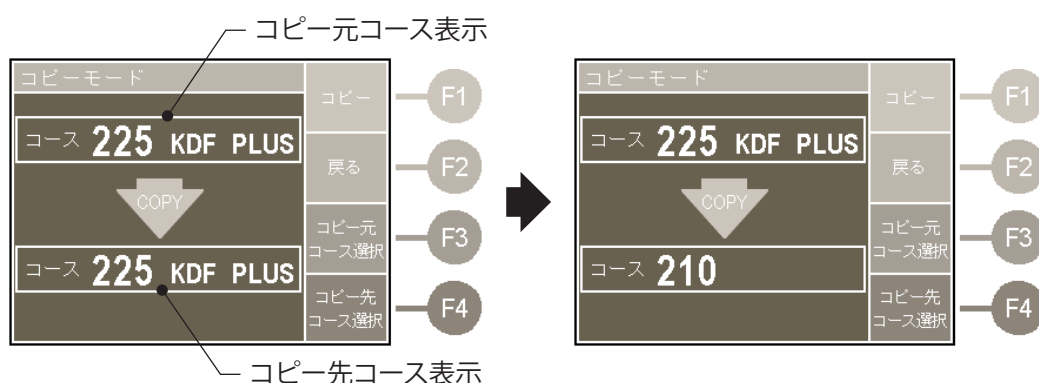 コピー元コース表示
コピーモード
コース 225 KDF PLUS
COPY
コース 225 KDF PLUS
コピー
戻る
コピー元
コース選択
コピー先
コース選択
F1
F2
F3
F4
コピー先コース表示
コピーモード
コース 225 KDF PLUS
COPY
コース 210
コピー
戻る
コピー元
コース選択
コピー先
コース選択
F1
F2
F3
F4